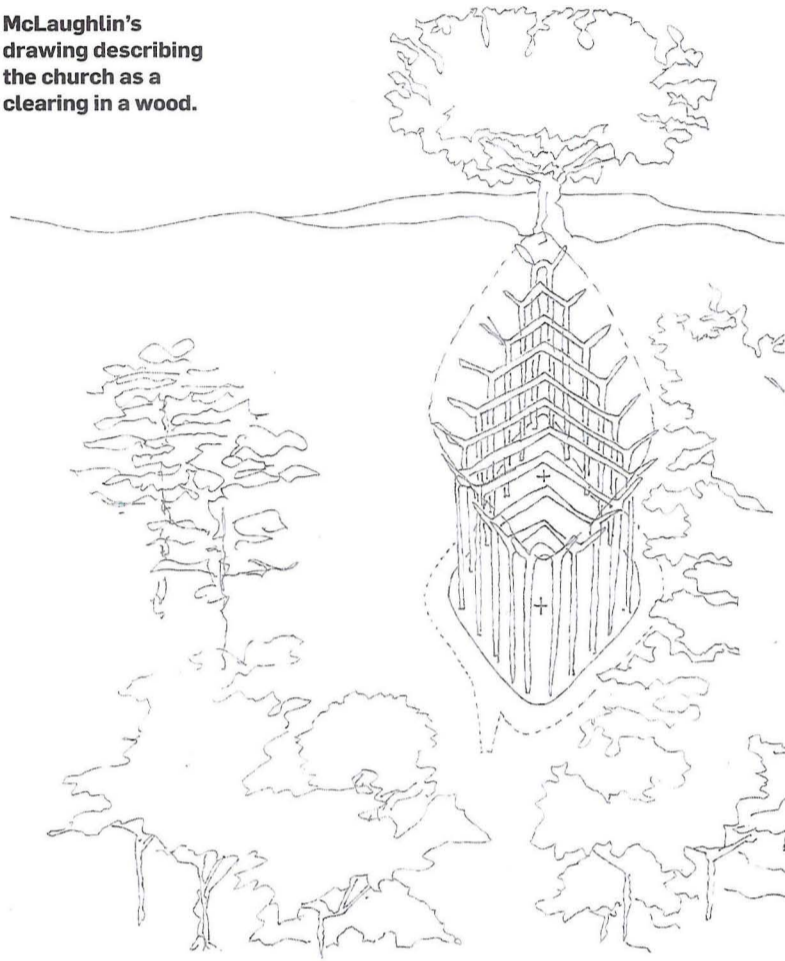 McLaughlin’s
drawing describing
the church as a
clearing in a wood.